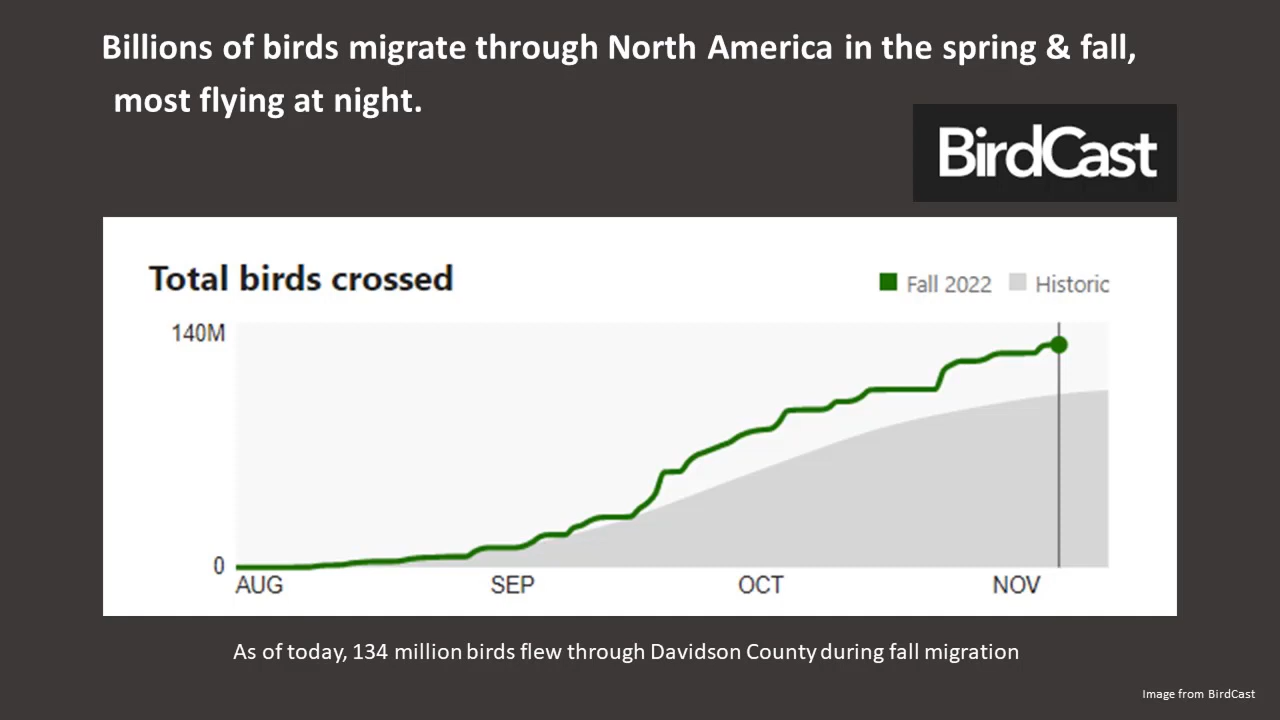 Billions of birds migrate through North America in the spring & fall,
most flying at night.
BirdCast
Total birds crossed
Fall 2022 Historic
140M
0
AUG SEP OCT NOV
As of today, 134 million birds flew through Davidson County during fall migration
Image from BirdCast